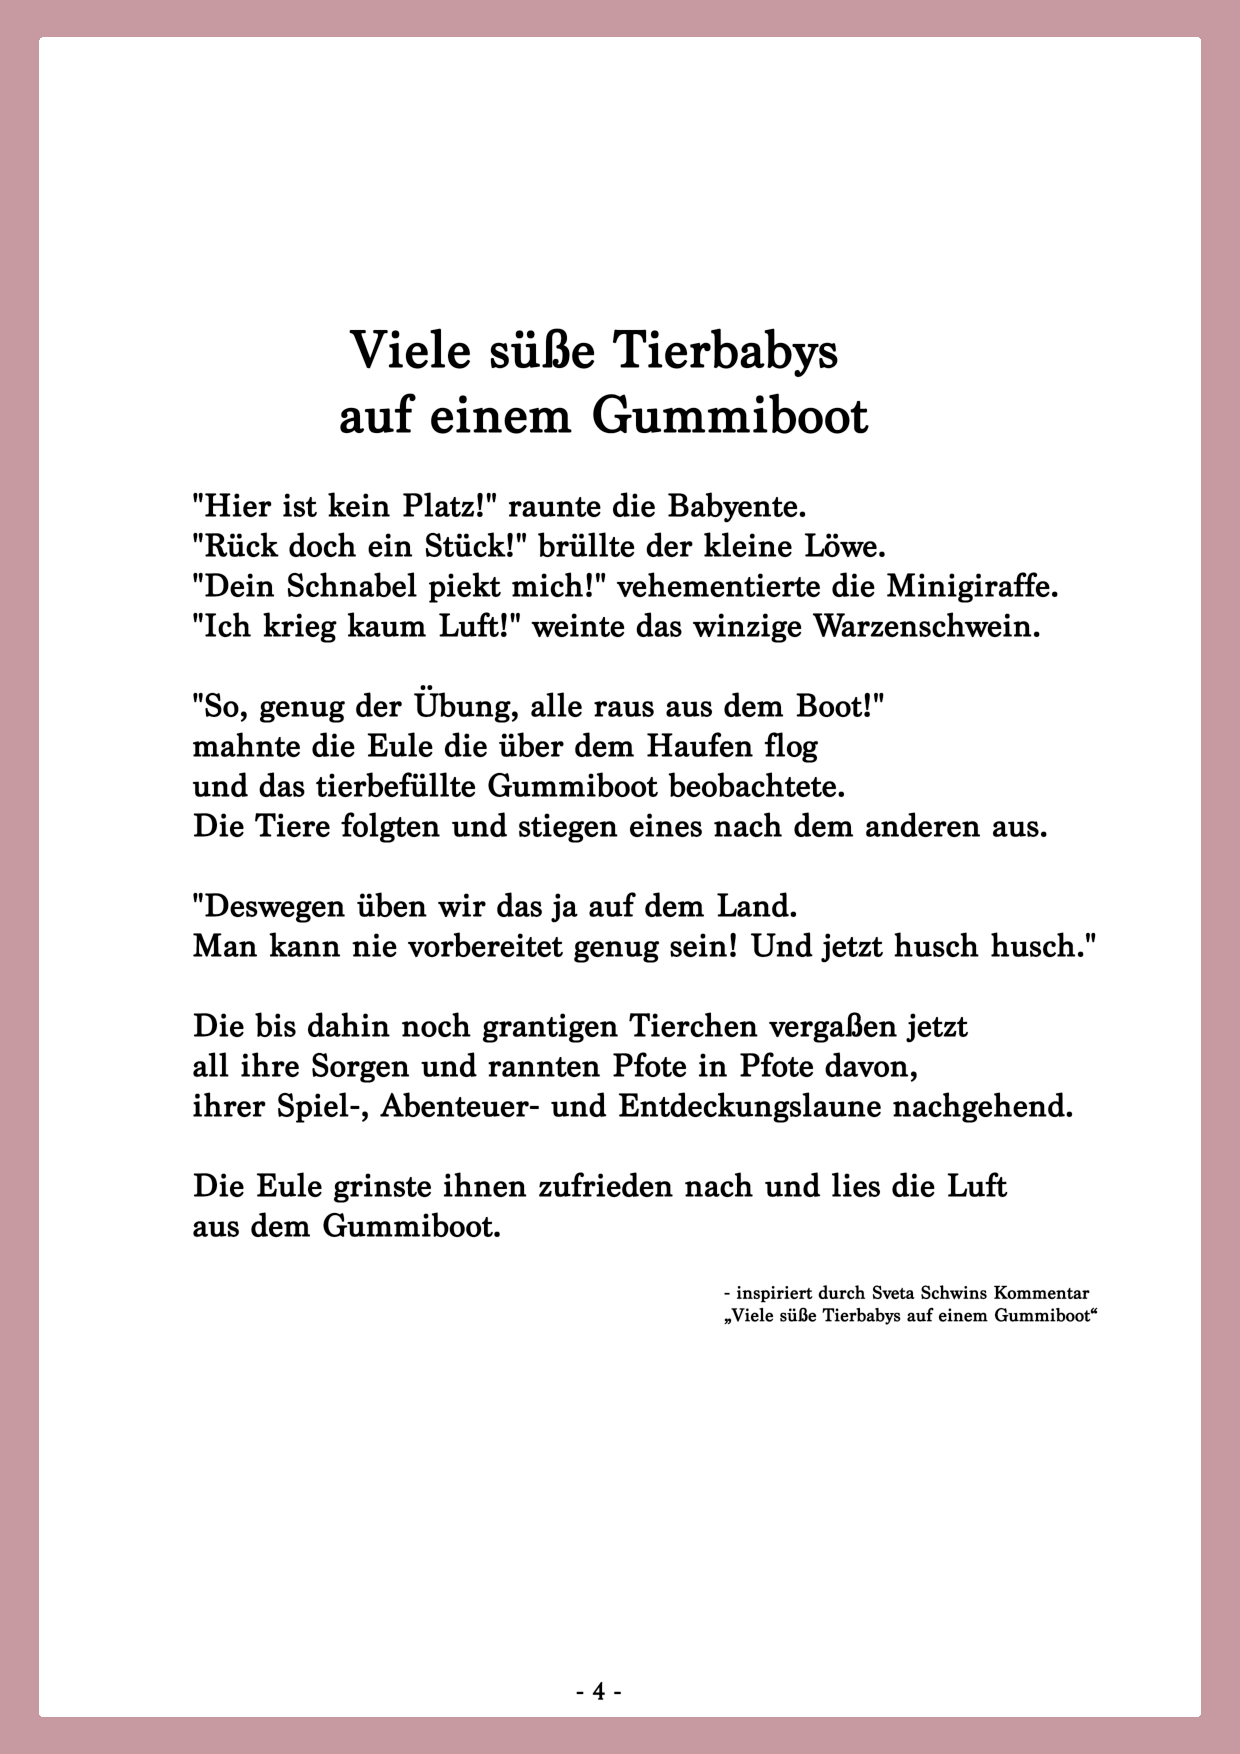 Viele süße Tierbabys
auf einem Gummiboot
"Hier ist kein Platz!" raunte die Babyente.
"Rück doch ein Stück!" brüllte der kleine Löwe.
"Dein Schnabel piekt mich!" vehementierte die Minigiraffe.
"Ich krieg kaum Luft!" weinte das winzige Warzenschwein.
"So, genug der Übung, alle raus aus dem Boot!"
mahnte die Eule die über dem Haufen flog
und das tierbefüllte Gummiboot beobachtete.
Die Tiere folgten und stiegen eines nach dem anderen aus.
"Deswegen üben wir das ja auf dem Land.
Man kann nie vorbereitet genug sein! Und jetzt husch husch."
Die bis dahin noch grantigen Tierchen vergaßen jetzt
all ihre Sorgen und rannten Pfote in Pfote davon,
ihrer Spiel-, Abenteuer- und Entdeckungslaune nachgehend.
Die Eule grinste ihnen zufrieden nach und lies die Luft
aus dem Gummiboot.
- inspiriert durch Sveta Schwins Kommentar
„Viele süße Tierbabys auf einem Gummiboot“
- 4 -